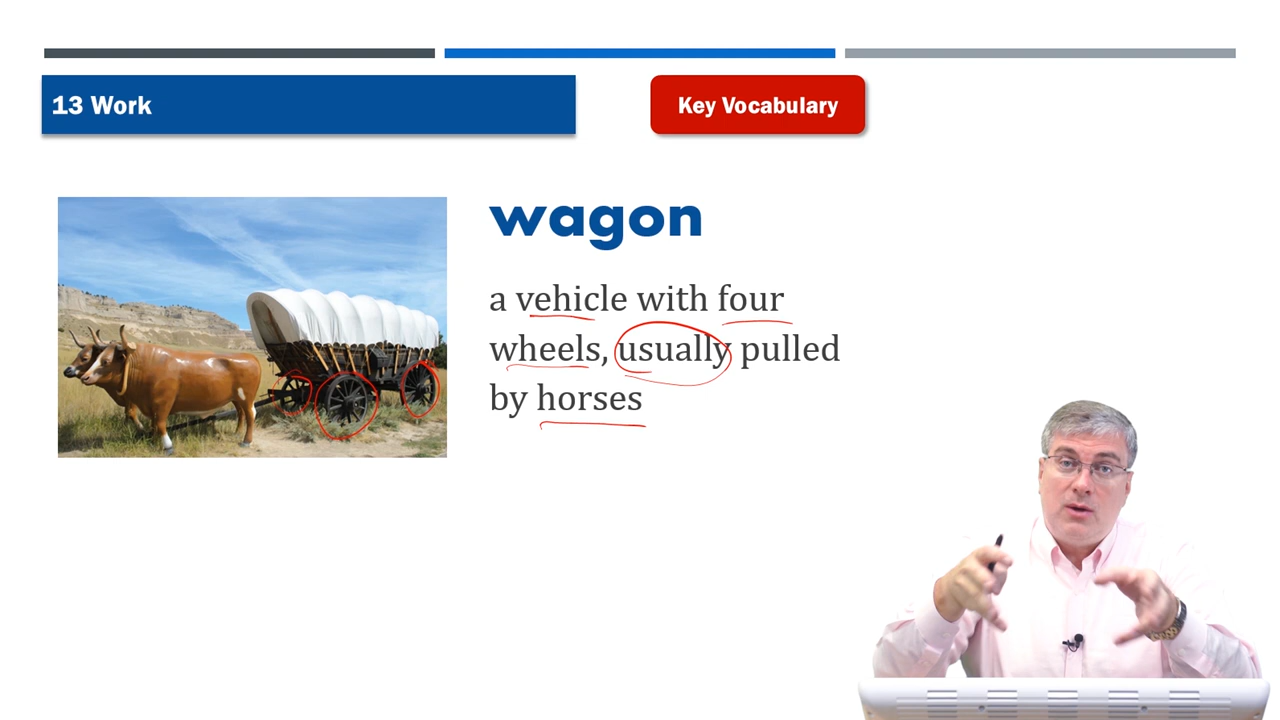 13 Work
Key Vocabulary
wagon
a vehicle with four
wheels, usually pulled
by horses